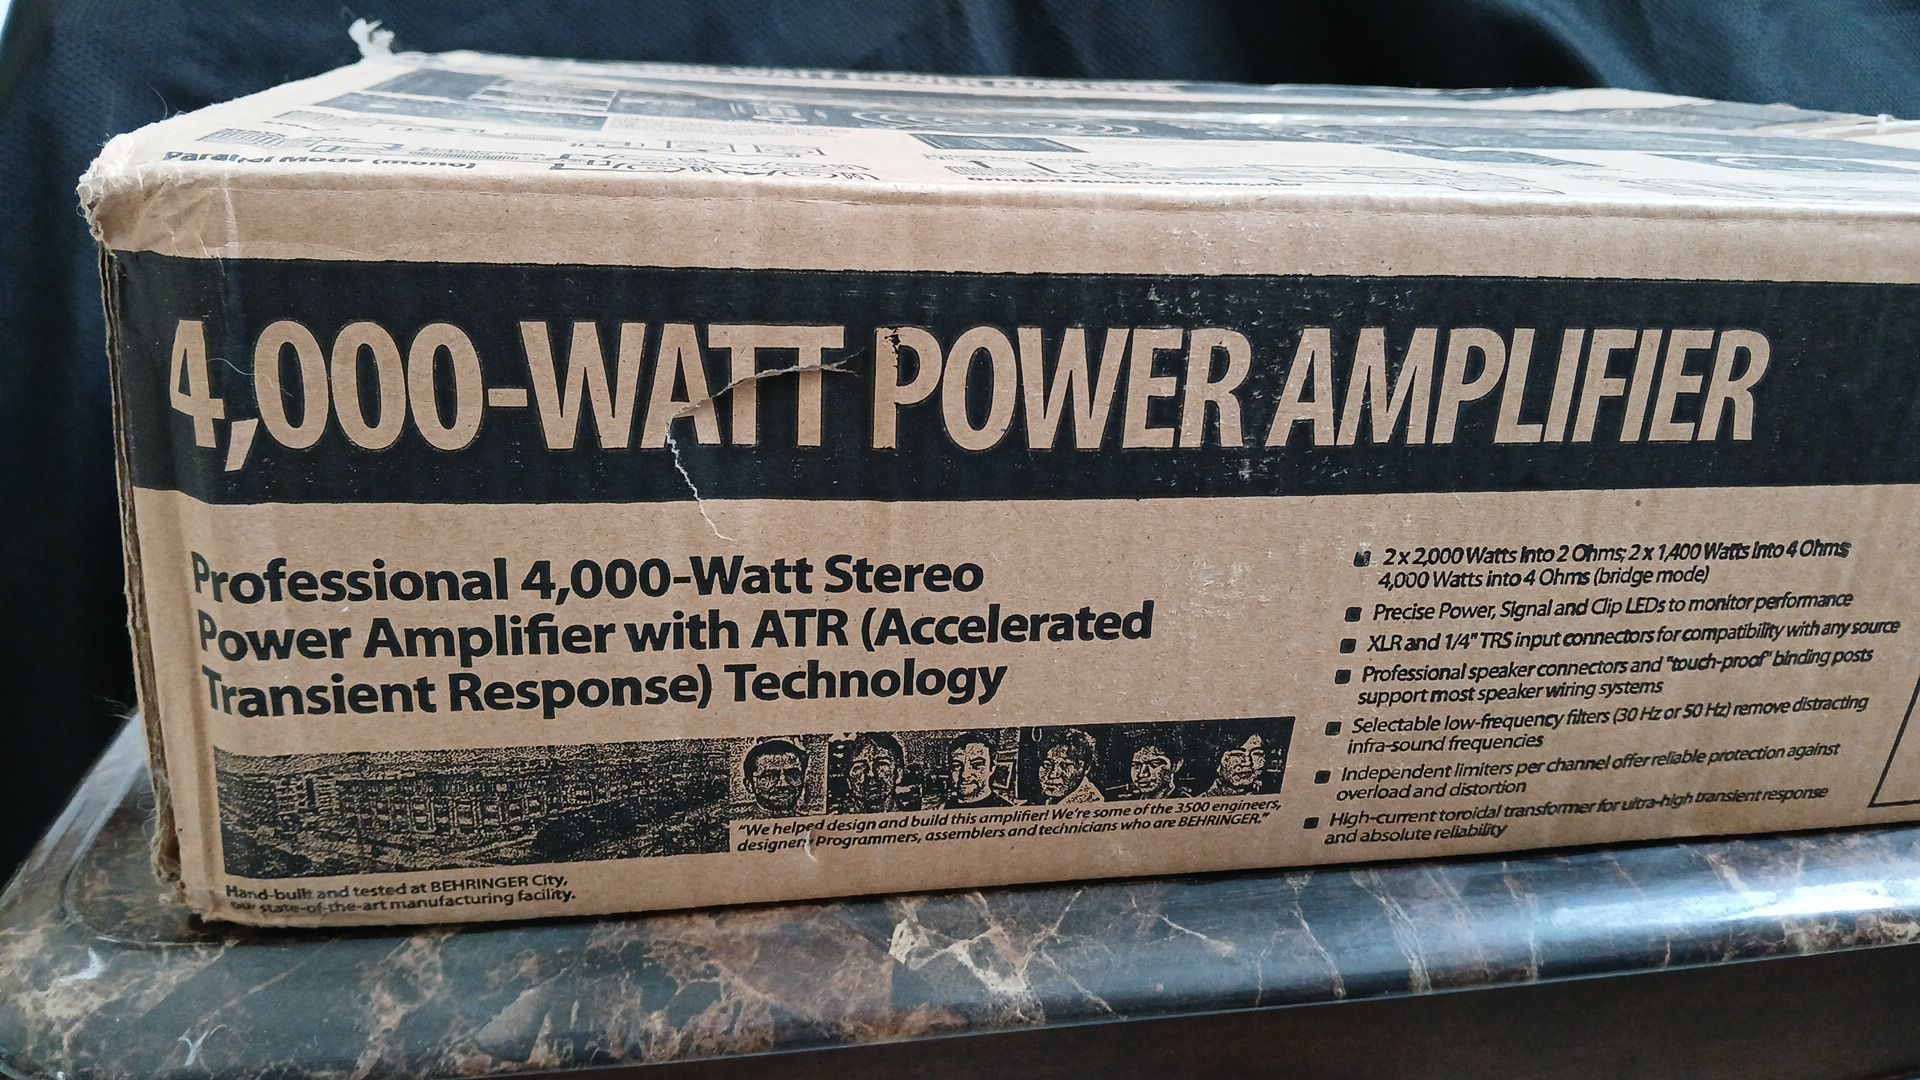 Parallel Mode (mono)
Bridged Mono to Subwoofer
4,000-WATT POWER AMPLIFIER
Professional 4,000-Watt Stereo
Power Amplifier with ATR (Accelerated
Transient Response) Technology
"We helped design and build this amplifier! We're some of the 3500 engineers,
designers, Programmers, assemblers and technicians who are BEHRINGER."
Hand-built and tested at BEHRINGER City,
our state-of-the-art manufacturing facility.
2 x 2,000 Watts into 2 Ohms; 2 x 1,400 Watts into 4 Ohms;
4,000 Watts into 4 Ohms (bridge mode)
Precise Power, Signal and Clip LEDs to monitor performance
XLR and 1/4" TRS input connectors for compatibility with any source
Professional speaker connectors and "touch-proof" binding posts
support most speaker wiring systems
Selectable low-frequency filters (30 Hz or 50 Hz) remove distracting
infra-sound frequencies
Independent limiters per channel offer reliable protection against
overload and distortion
High-current toroidal transformer for ultra-high transient response
and absolute reliability